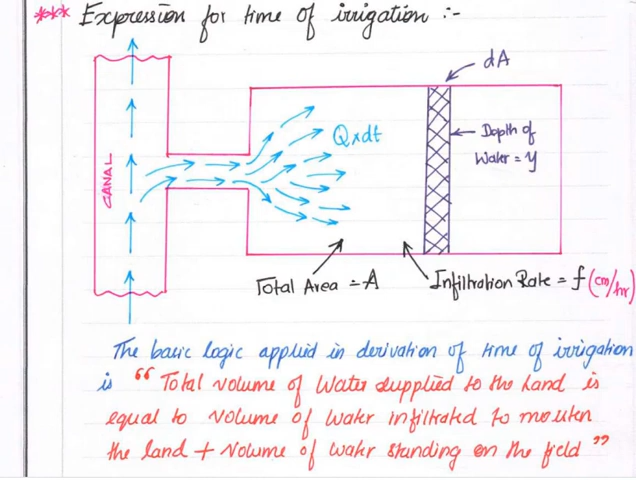 *** Expression for time of irrigation :-
dA
Q×dt
Depth of
Water = y
CANAL
Total Area = A
Infiltration Rate = f (cm/hr)
The basic logic applied in derivation of time of irrigation
is “ Total volume of Water supplied to the Land is
equal to volume of water infiltrated to moisten
the land + Volume of water standing on the field ”